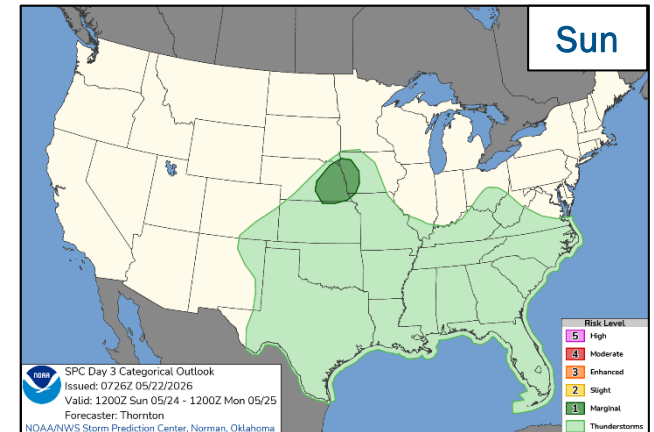 Sun
Risk Level
5 High
4 Moderate
3 Enhanced
2 Slight
1 Marginal
Thunderstorms
NOAA
SPC Day 3 Categorical Outlook
Issued: 0726Z 05/22/2026
Valid: 1200Z Sun 05/24 - 1200Z Mon 05/25
Forecaster: Thornton
NOAA/NWS Storm Prediction Center, Norman, Oklahoma